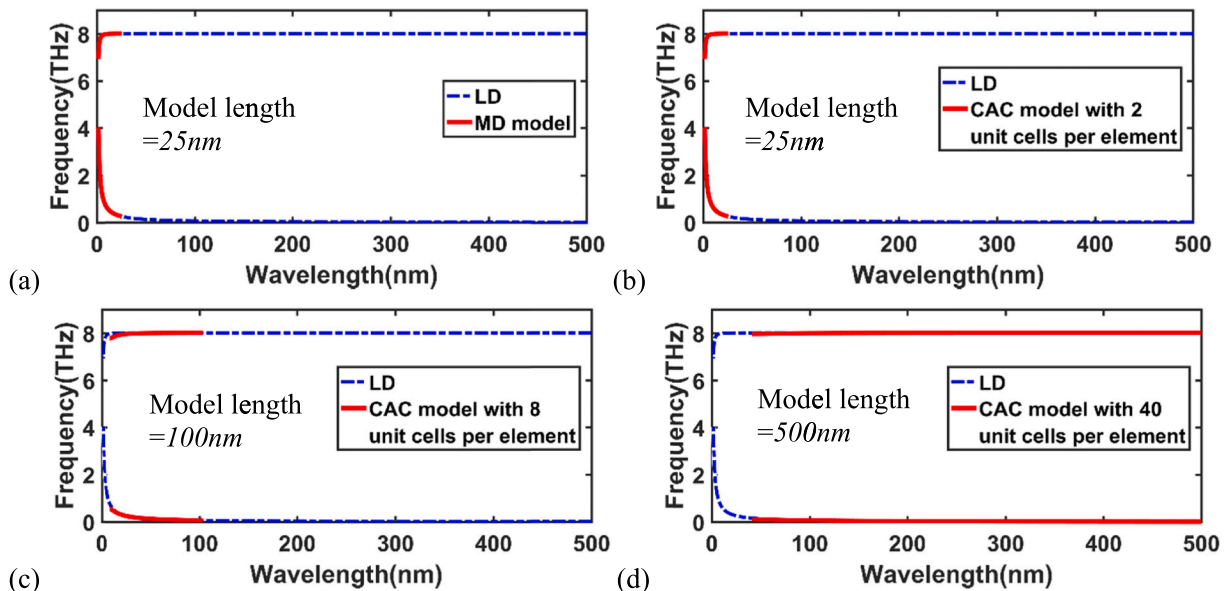 Frequency(THz)
8
6
4
2
0
Model length
=25nm
LD
MD model
0 100 200 300 400 500
Wavelength(nm)
(a)
Frequency(THz)
8
6
4
2
0
Model length
=25nm
LD
CAC model with 2
unit cells per element
0 100 200 300 400 500
Wavelength(nm)
(b)
Frequency(THz)
8
6
4
2
0
Model length
=100nm
LD
CAC model with 8
unit cells per element
0 100 200 300 400 500
Wavelength(nm)
(c)
Frequency(THz)
8
6
4
2
0
Model length
=500nm
LD
CAC model with 40
unit cells per element
0 100 200 300 400 500
Wavelength(nm)
(d)